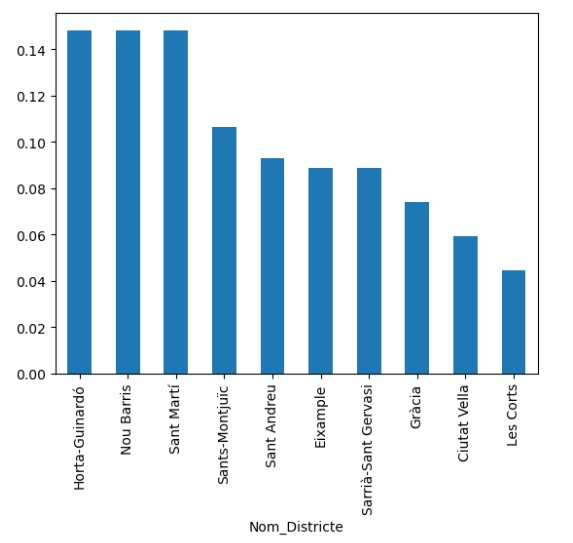 0.14
0.12
0.10
0.08
0.06
0.04
0.02
0.00
Horta-Guinardó
Nou Barris
Sant Martí
Sants-Montjuïc
Sant Andreu
Eixample
Sarrià-Sant Gervasi
Gràcia
Ciutat Vella
Les Corts
Nom_Districte